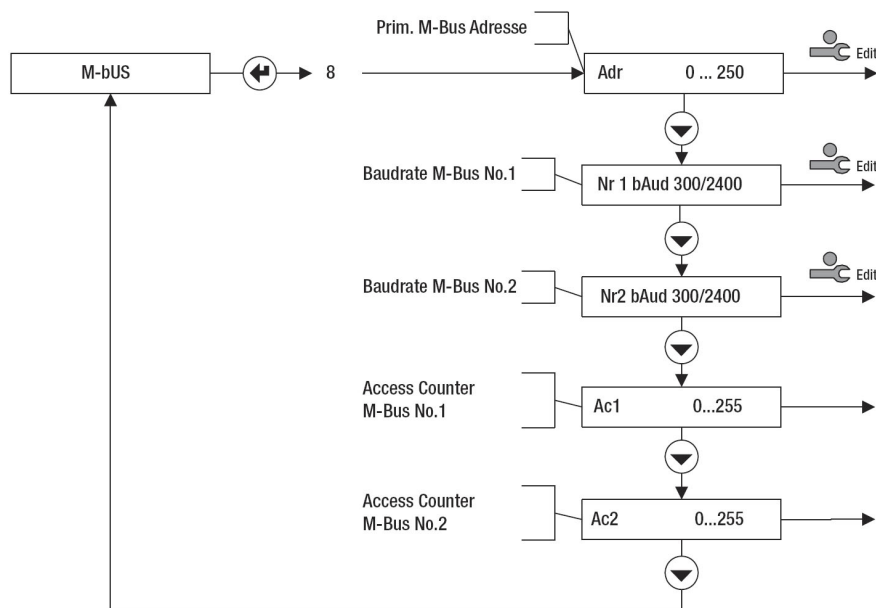 Prim. M-Bus Adresse
Edit
M-bUS
8
Adr 0 ... 250
Baudrate M-Bus No.1
Edit
Nr 1 bAud 300/2400
Baudrate M-Bus No.2
Edit
Nr2 bAud 300/2400
Access Counter
M-Bus No.1
Ac1 0...255
Access Counter
M-Bus No.2
Ac2 0...255